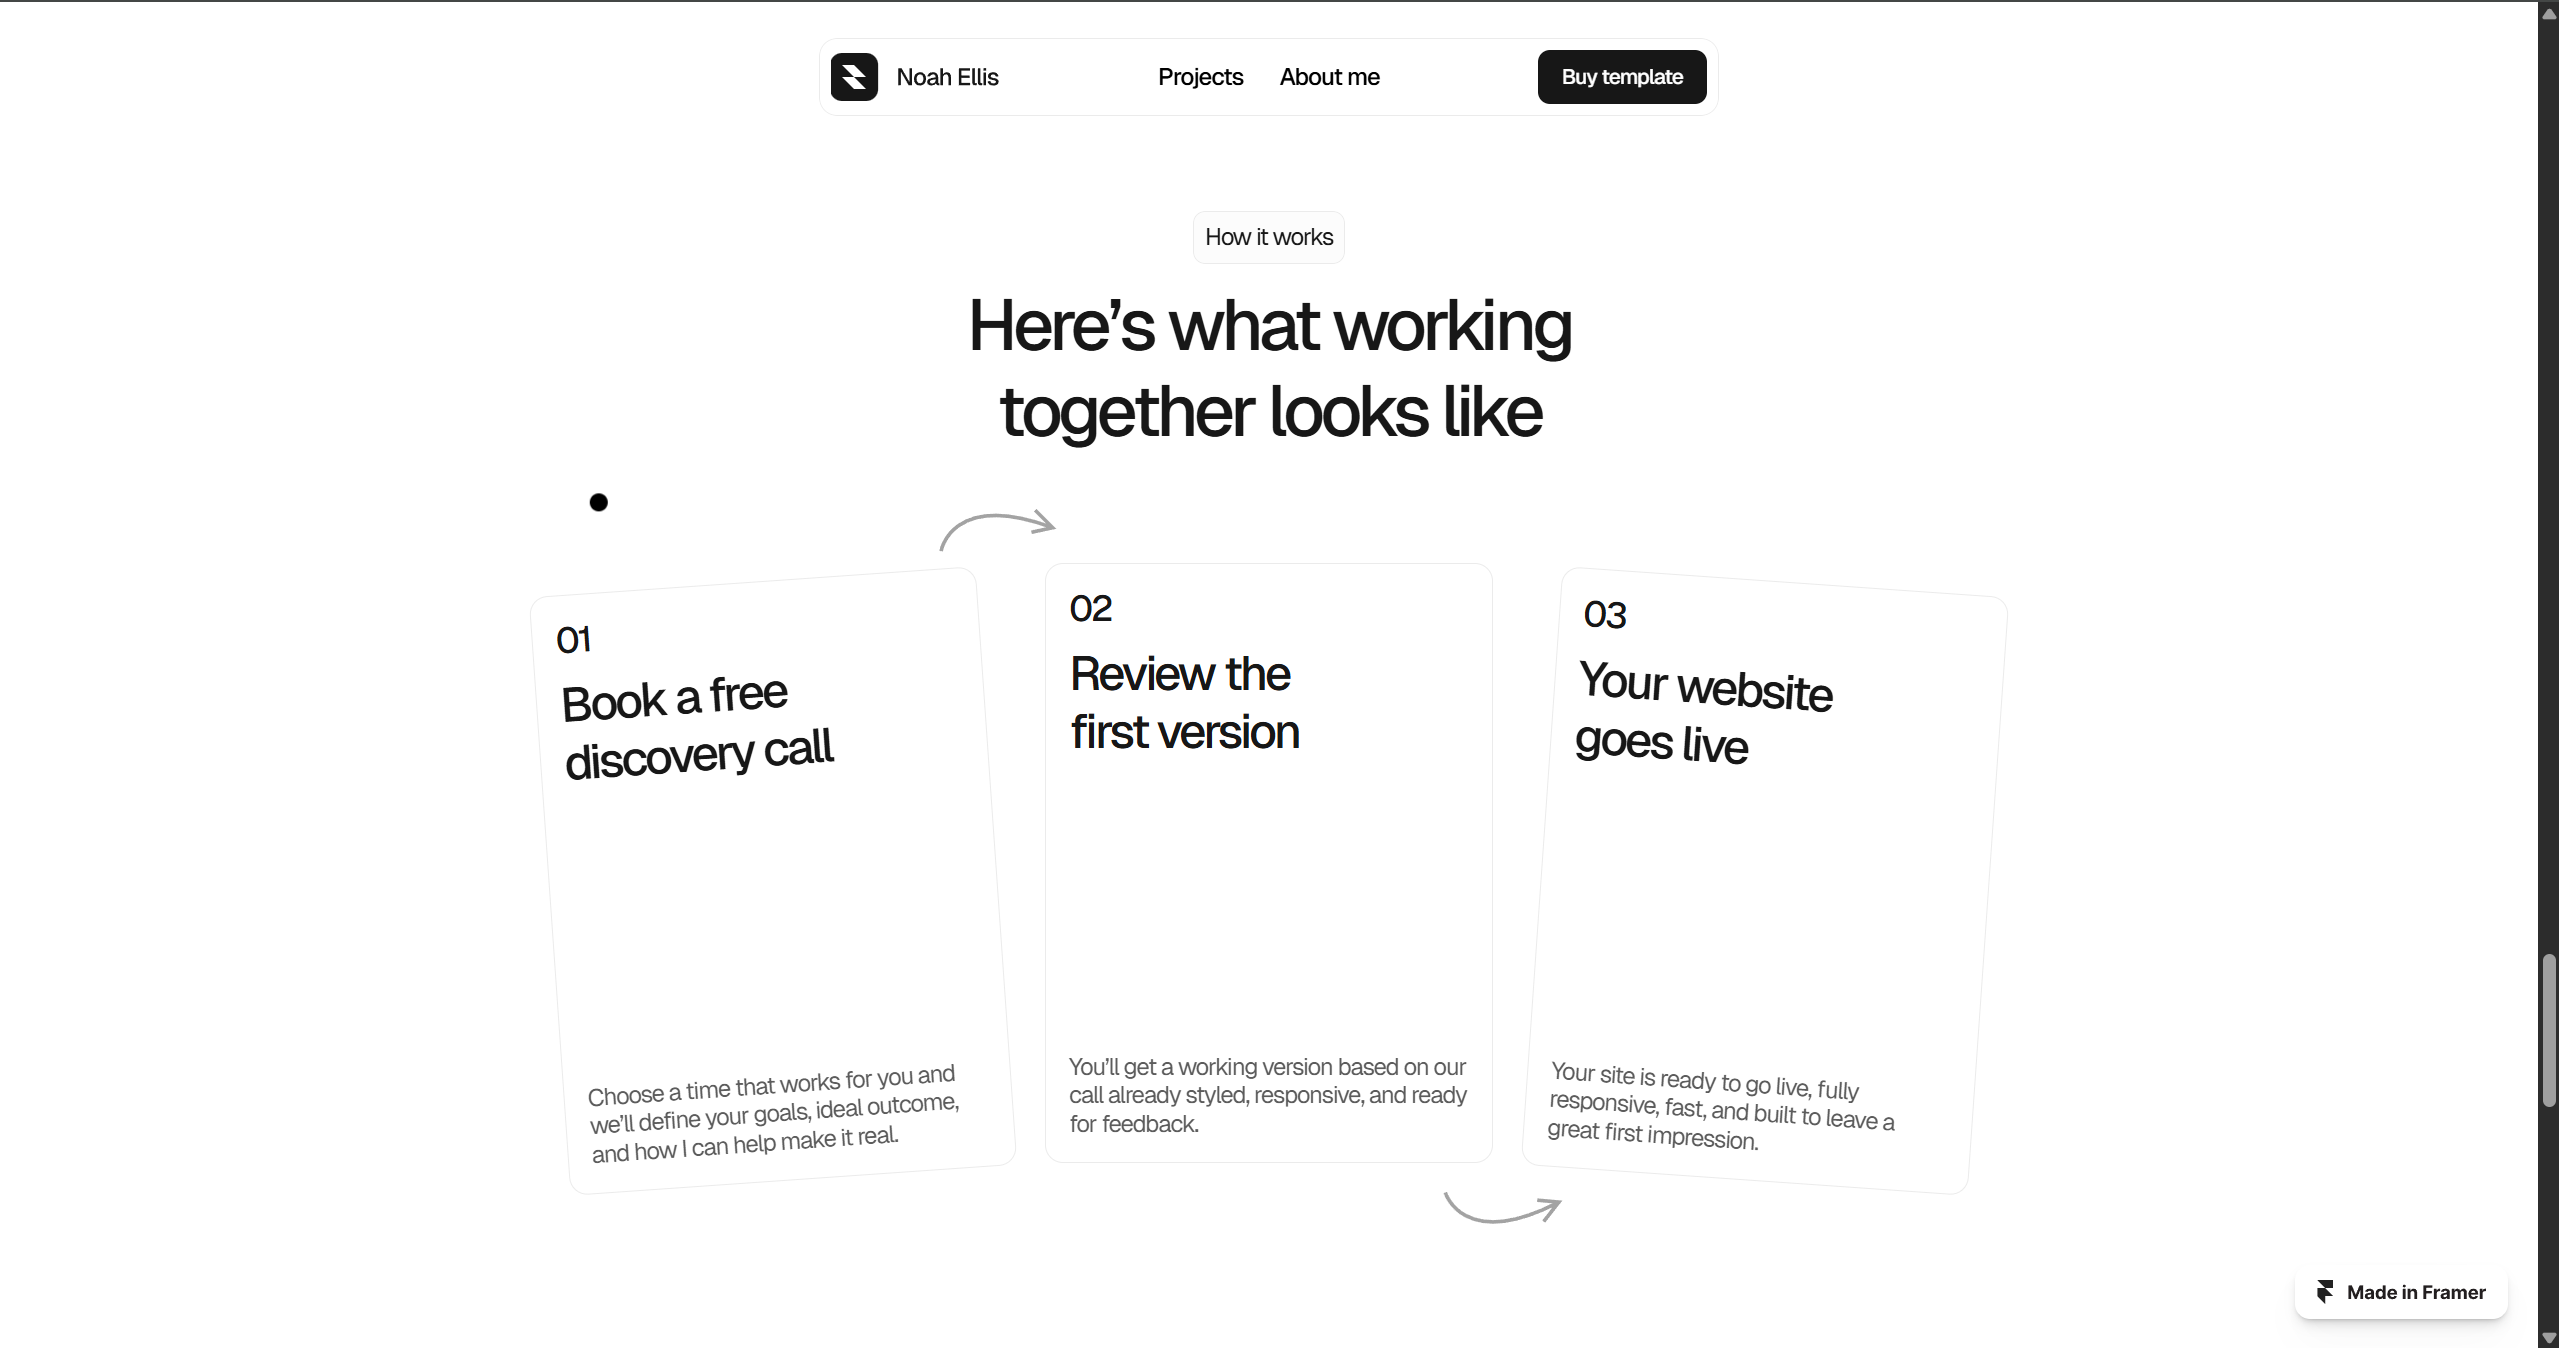 Noah Ellis
Projects
About me
Buy template
How it works
Here’s what working
together looks like
01
Book a free
discovery call
Choose a time that works for you and
we’ll define your goals, ideal outcome,
and how I can help make it real.
02
Review the
first version
You’ll get a working version based on our
call already styled, responsive, and ready
for feedback.
03
Your website
goes live
Your site is ready to go live, fully
responsive, fast, and built to leave a
great first impression.
Made in Framer